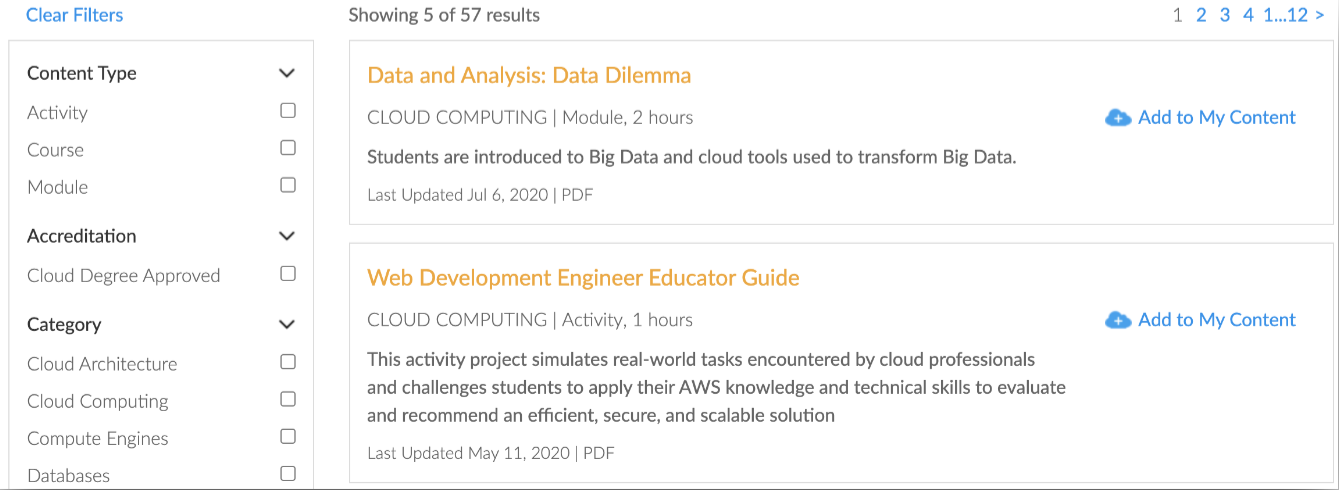 Clear Filters
Showing 5 of 57 results
1 2 3 4 1...12 >
Content Type
Activity
Course
Module
Accreditation
Cloud Degree Approved
Category
Cloud Architecture
Cloud Computing
Compute Engines
Databases
Data and Analysis: Data Dilemma
CLOUD COMPUTING | Module, 2 hours
Add to My Content
Students are introduced to Big Data and cloud tools used to transform Big Data.
Last Updated Jul 6, 2020 | PDF
Web Development Engineer Educator Guide
CLOUD COMPUTING | Activity, 1 hours
Add to My Content
This activity project simulates real-world tasks encountered by cloud professionals
and challenges students to apply their AWS knowledge and technical skills to evaluate
and recommend an efficient, secure, and scalable solution
Last Updated May 11, 2020 | PDF